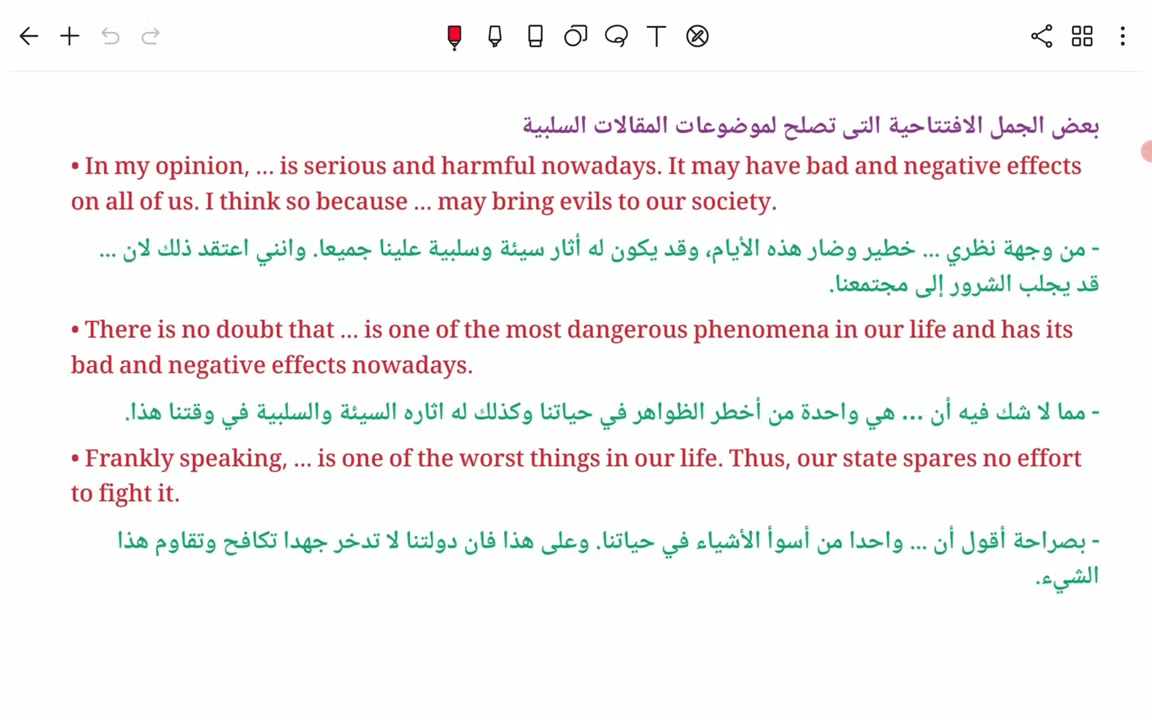 بعض الجمل الافتتاحية التى تصلح لموضوعات المقالات السلبية
• In my opinion, ... is serious and harmful nowadays. It may have bad and negative effects
on all of us. I think so because ... may bring evils to our society.
- من وجهة نظري ... خطير وضار هذه الأيام، وقد يكون له أثار سيئة وسلبية علينا جميعا. وانني اعتقد ذلك لان ...
قد يجلب الشرور إلى مجتمعنا.
• There is no doubt that ... is one of the most dangerous phenomena in our life and has its
bad and negative effects nowadays.
- مما لا شك فيه أن ... هي واحدة من أخطر الظواهر في حياتنا وكذلك له اثاره السيئة والسلبية في وقتنا هذا.
• Frankly speaking, ... is one of the worst things in our life. Thus, our state spares no effort
to fight it.
- بصراحة أقول أن ... واحدا من أسوأ الأشياء في حياتنا. وعلى هذا فان دولتنا لا تدخر جهدا تكافح وتقاوم هذا
الشيء.